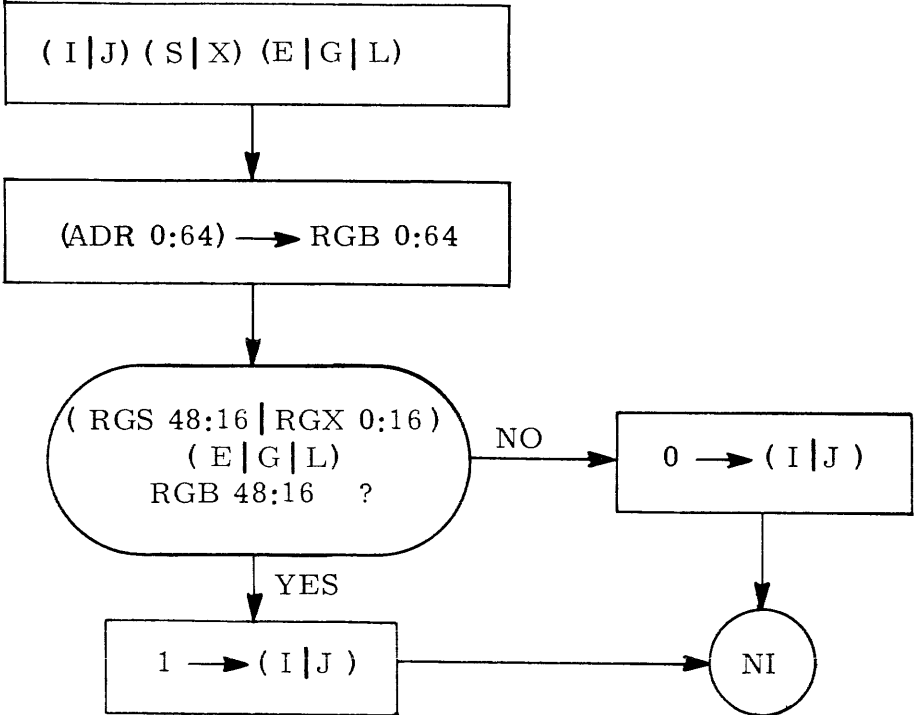 ( I|J) ( S|X) (E|G|L)
(ADR 0:64) → RGB 0:64
( RGS 48:16|RGX 0:16)
( E|G|L)
RGB 48:16 ?
NO
0 → ( I|J )
YES
1 → ( I|J )
NI